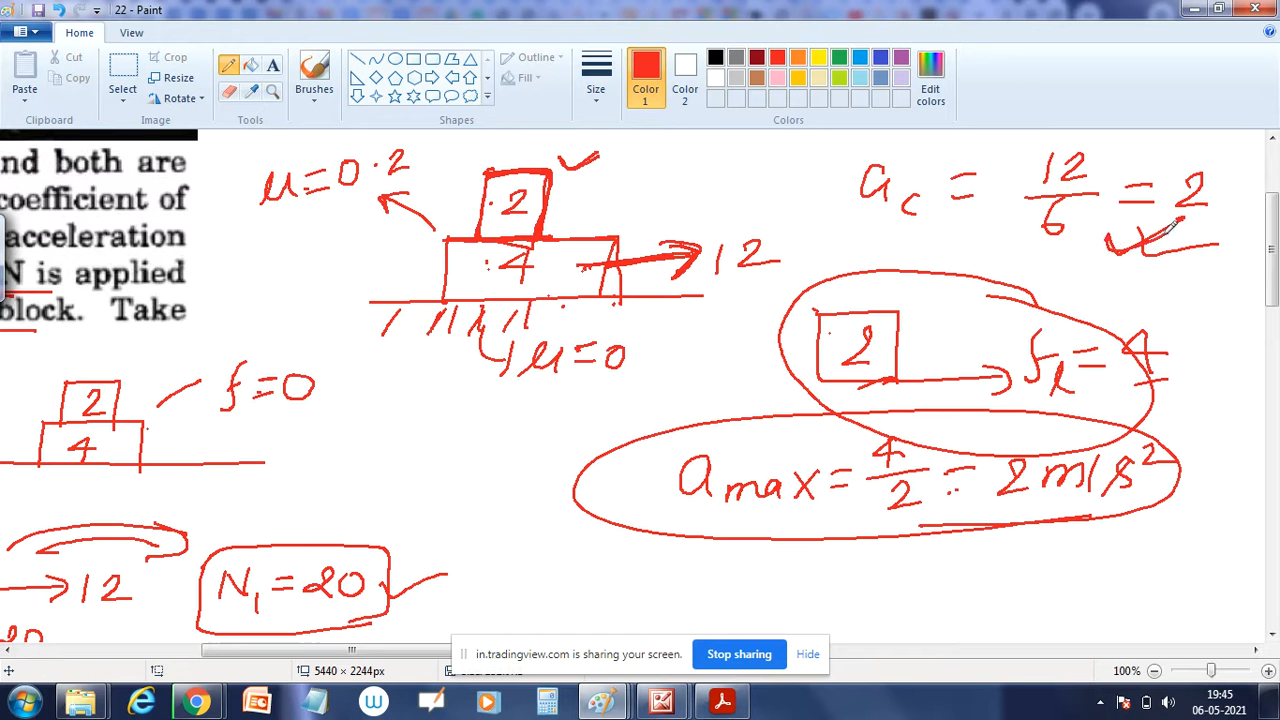 22 - Paint
Home View
Cut
Copy
Paste
Clipboard
Select
Crop
Resize
Rotate
Image
Tools
Brushes
Outline
Fill
Shapes
Size
Color 1
Color 2
Edit colors
Colors
nd both are
coefficient of
acceleration
N is applied
block. Take
μ=0.2
2
4
12
μ=0
a_c = 12/6 = 2
2
f_l = 4
a_max = 4/2 = 2 m/s²
2
4
f=0
12
N₁ = 20
in.tradingview.com is sharing your screen.
Stop sharing
Hide
5440 × 2244px
100%
19:45
06-05-2021